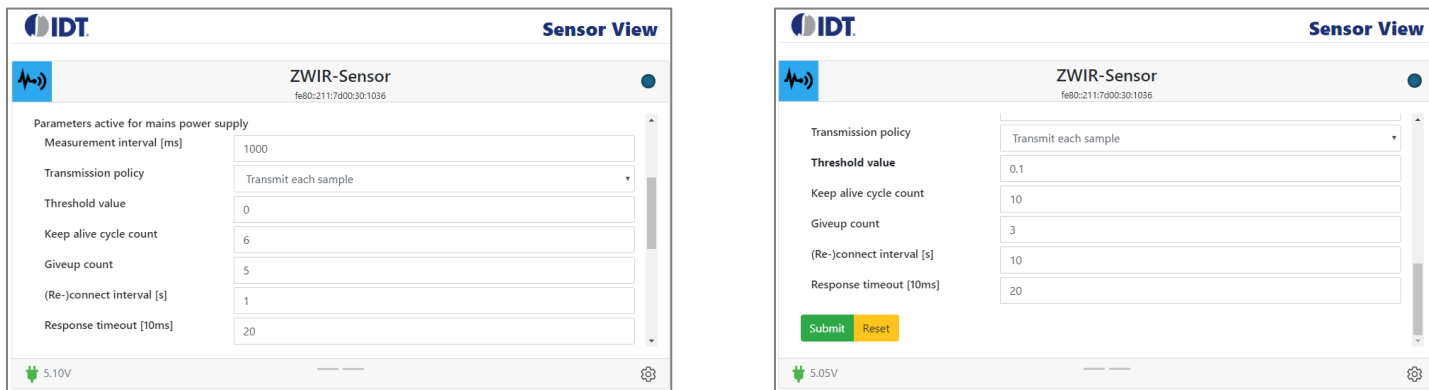 IDT.
Sensor View
ZWIR-Sensor
fe80::211:7d00:30:1036
Parameters active for mains power supply
Measurement interval [ms]
1000
Transmission policy
Transmit each sample
Threshold value
0
Keep alive cycle count
6
Giveup count
5
(Re-)connect interval [s]
1
Response timeout [10ms]
20
5.10V
IDT.
Sensor View
ZWIR-Sensor
fe80::211:7d00:30:1036
Transmission policy
Transmit each sample
Threshold value
0.1
Keep alive cycle count
10
Giveup count
3
(Re-)connect interval [s]
10
Response timeout [10ms]
20
Submit Reset
5.05V